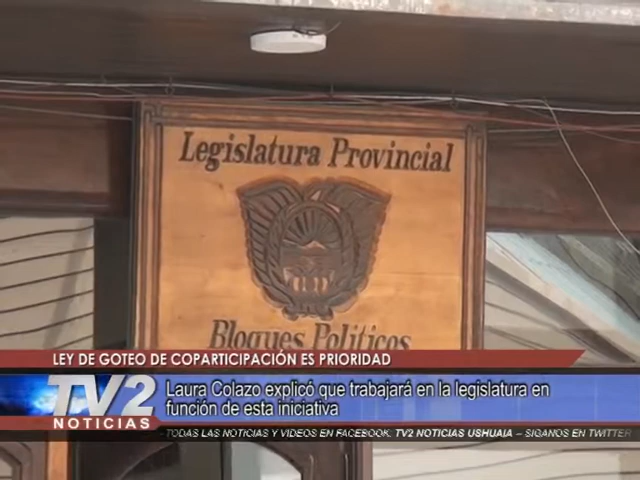 Legislatura Provincial
Bloques Politicos
LEY DE GOTEO DE COPARTICIPACIÓN ES PRIORIDAD
TV2
NOTICIAS
Laura Colazo explicó que trabajará en la legislatura en
función de esta iniciativa
- TODAS LAS NOTICIAS Y VIDEOS EN FACEBOOK: TV2 NOTICIAS USHUAIA – SIGANOS EN TWITTER